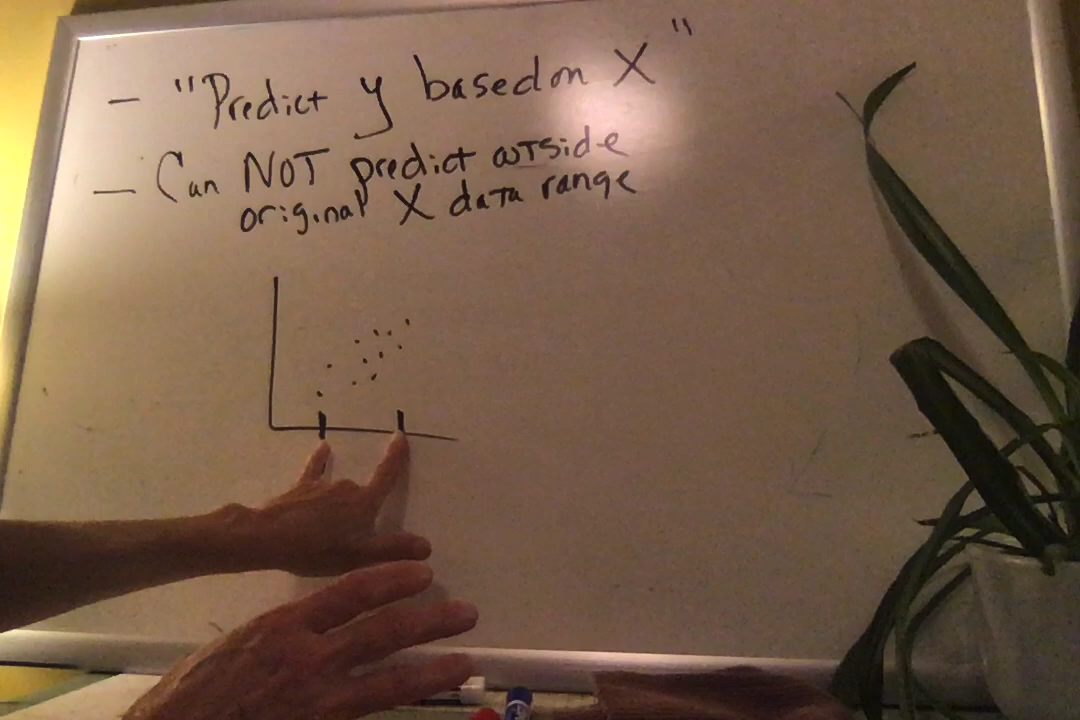 - "Predict y based on X"
- Can NOT predict outside
original X data range